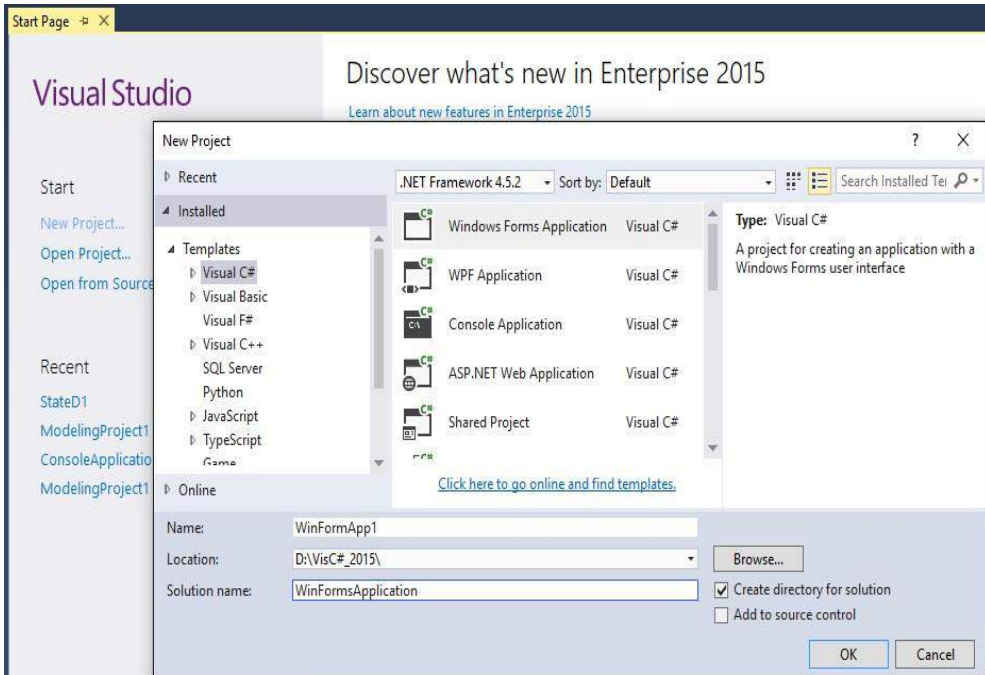 Start Page
Visual Studio
Discover what's new in Enterprise 2015
Learn about new features in Enterprise 2015
Start
New Project...
Open Project...
Open from Source
Recent
StateD1
ModelingProject1
ConsoleApplicatio
ModelingProject1
New Project
?
Recent
.NET Framework 4.5.2
Sort by: Default
Search Installed Te
Installed
Templates
Visual C#
Visual Basic
Visual F#
Visual C++
SQL Server
Python
JavaScript
TypeScript
Game
Online
Windows Forms Application Visual C#
WPF Application Visual C#
Console Application Visual C#
ASP.NET Web Application Visual C#
Shared Project Visual C#
Click here to go online and find templates.
Type: Visual C#
A project for creating an application with a
Windows Forms user interface
Name: WinFormApp1
Location: D:\VisC#_2015\
Browse...
Solution name: WinFormsApplication
Create directory for solution
Add to source control
OK
Cancel